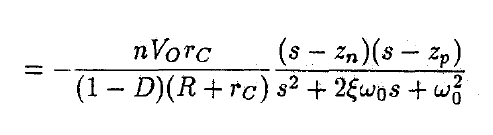 = -\frac{nV_O r_C}{(1-D)(R+r_C)} \frac{(s-z_n)(s-z_p)}{s^2+2\xi\omega_0 s+\omega_0^2}